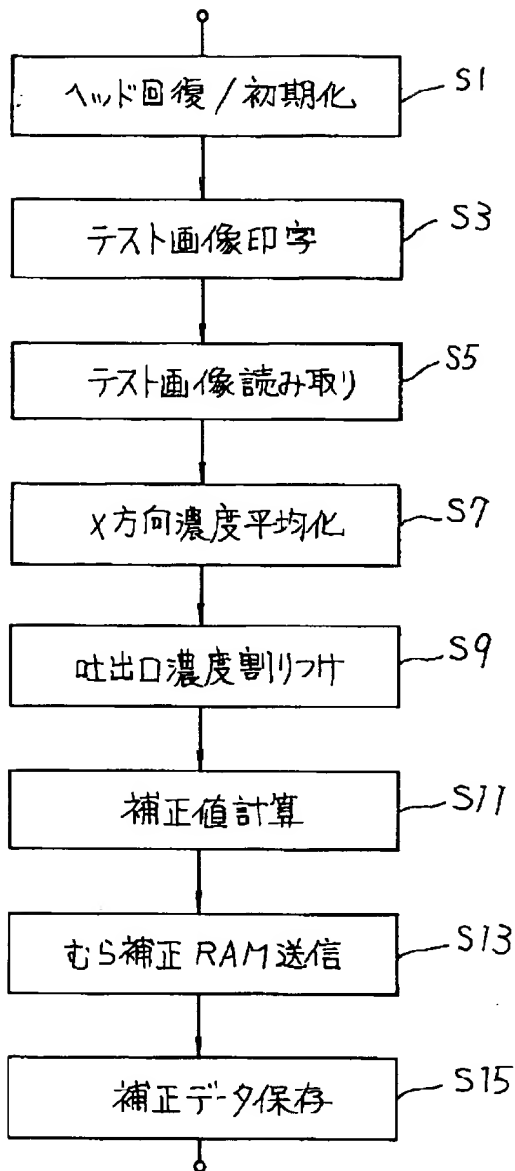 ヘッド回復/初期化 S1
テスト画像印字 S3
テスト画像読み取り S5
X方向濃度平均化 S7
吐出口濃度割りつけ S9
補正値計算 S11
むら補正RAM送信 S13
補正データ保存 S15